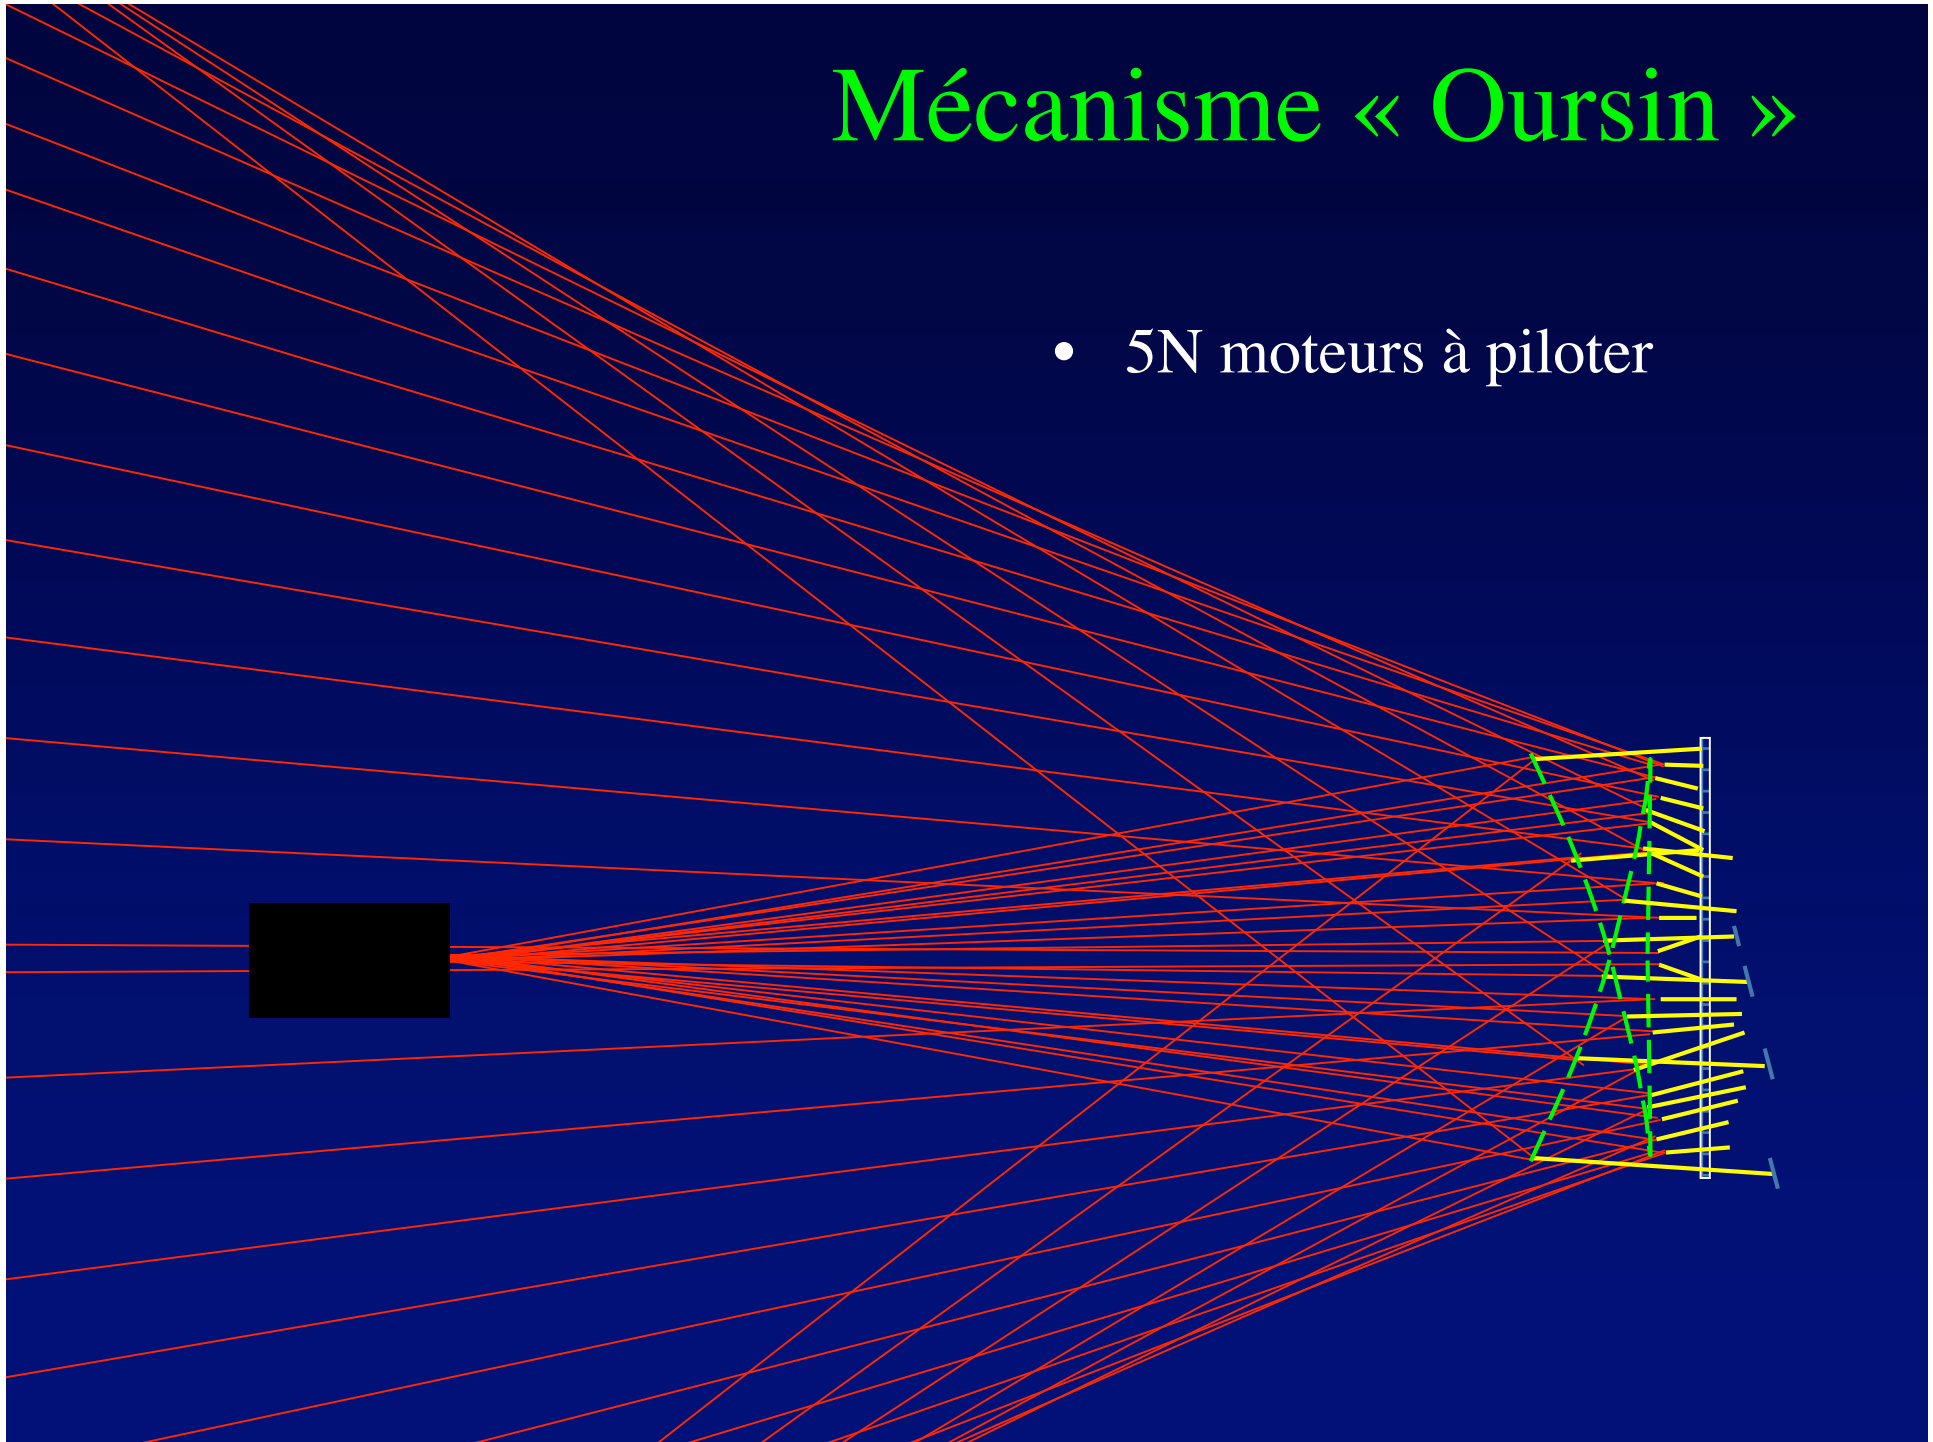 Mécanisme « Oursin »
• 5N moteurs à piloter